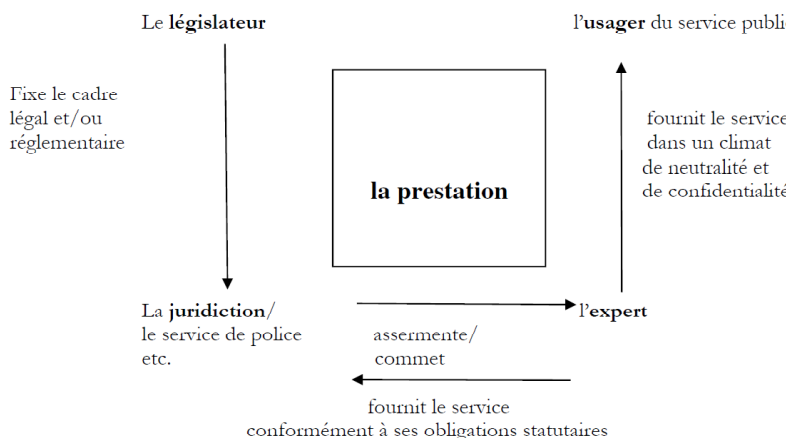 Le législateur
l'usager du service publi
Fixe le cadre
légal et/ou
réglementaire
fournit le service
dans un climat
de neutralité et
de confidentialité
la prestation
La juridiction/
le service de police
etc.
l'expert
assermente/
commet
fournit le service
conformément à ses obligations statutaires